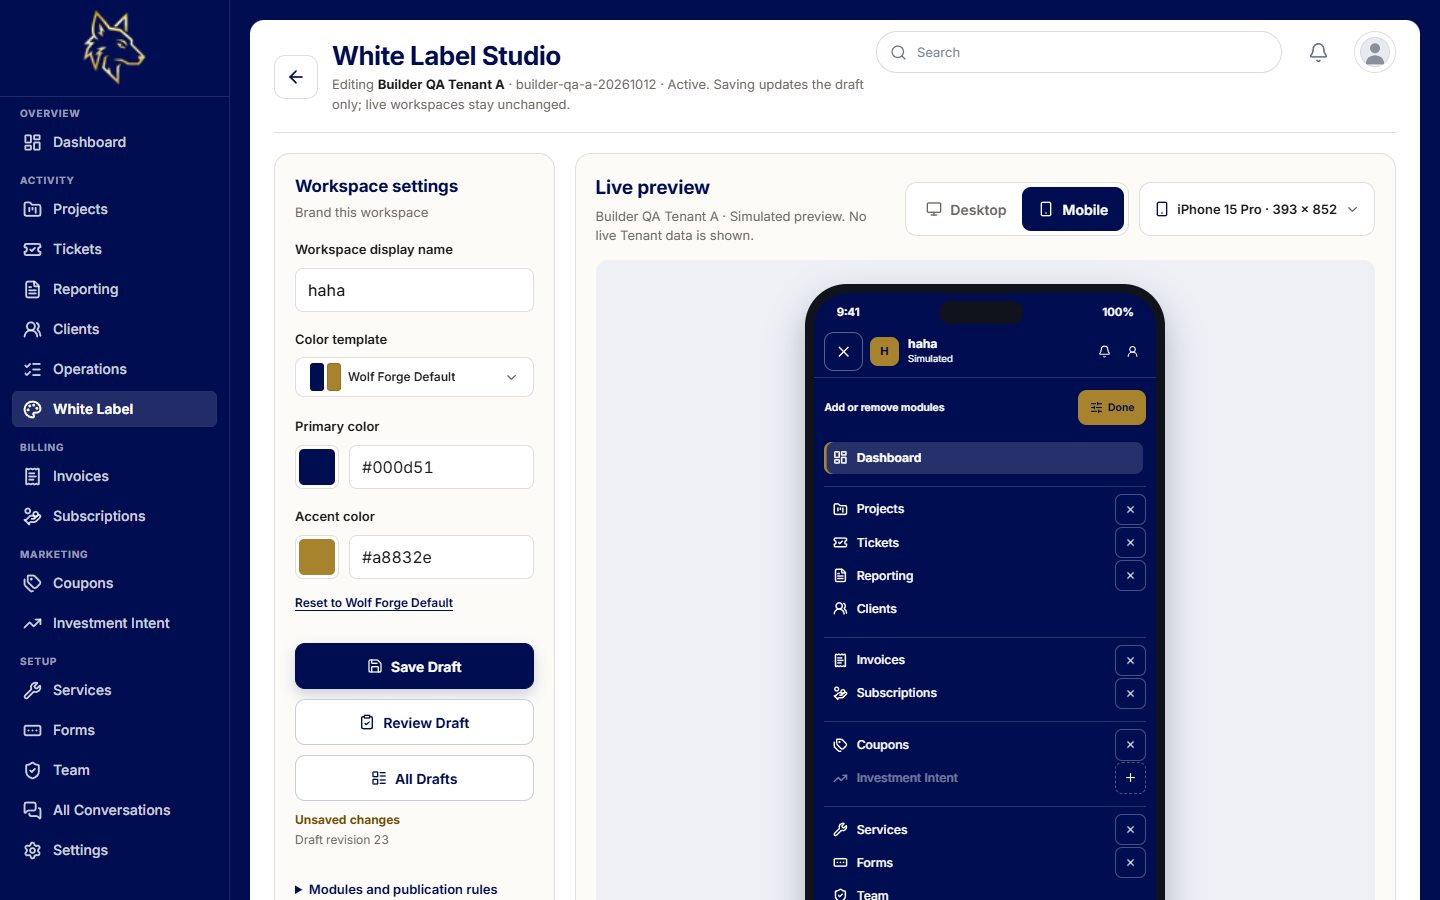 OVERVIEW
Dashboard
ACTIVITY
Projects
Tickets
Reporting
Clients
Operations
White Label
BILLING
Invoices
Subscriptions
MARKETING
Coupons
Investment Intent
SETUP
Services
Forms
Team
All Conversations
Settings
White Label Studio
Editing Builder QA Tenant A · builder-qa-a-20261012 · Active. Saving updates the draft
only; live workspaces stay unchanged.
Search
Workspace settings
Brand this workspace
Workspace display name
haha
Color template
Wolf Forge Default
Primary color
#000d51
Accent color
#a8832e
Reset to Wolf Forge Default
Save Draft
Review Draft
All Drafts
Unsaved changes
Draft revision 23
Modules and publication rules
Live preview
Builder QA Tenant A · Simulated preview. No
live Tenant data is shown.
Desktop
Mobile
iPhone 15 Pro · 393 × 852
9:41
100%
H
haha
Simulated
Add or remove modules
Done
Dashboard
Projects
Tickets
Reporting
Clients
Invoices
Subscriptions
Coupons
Investment Intent
Services
Forms
Team